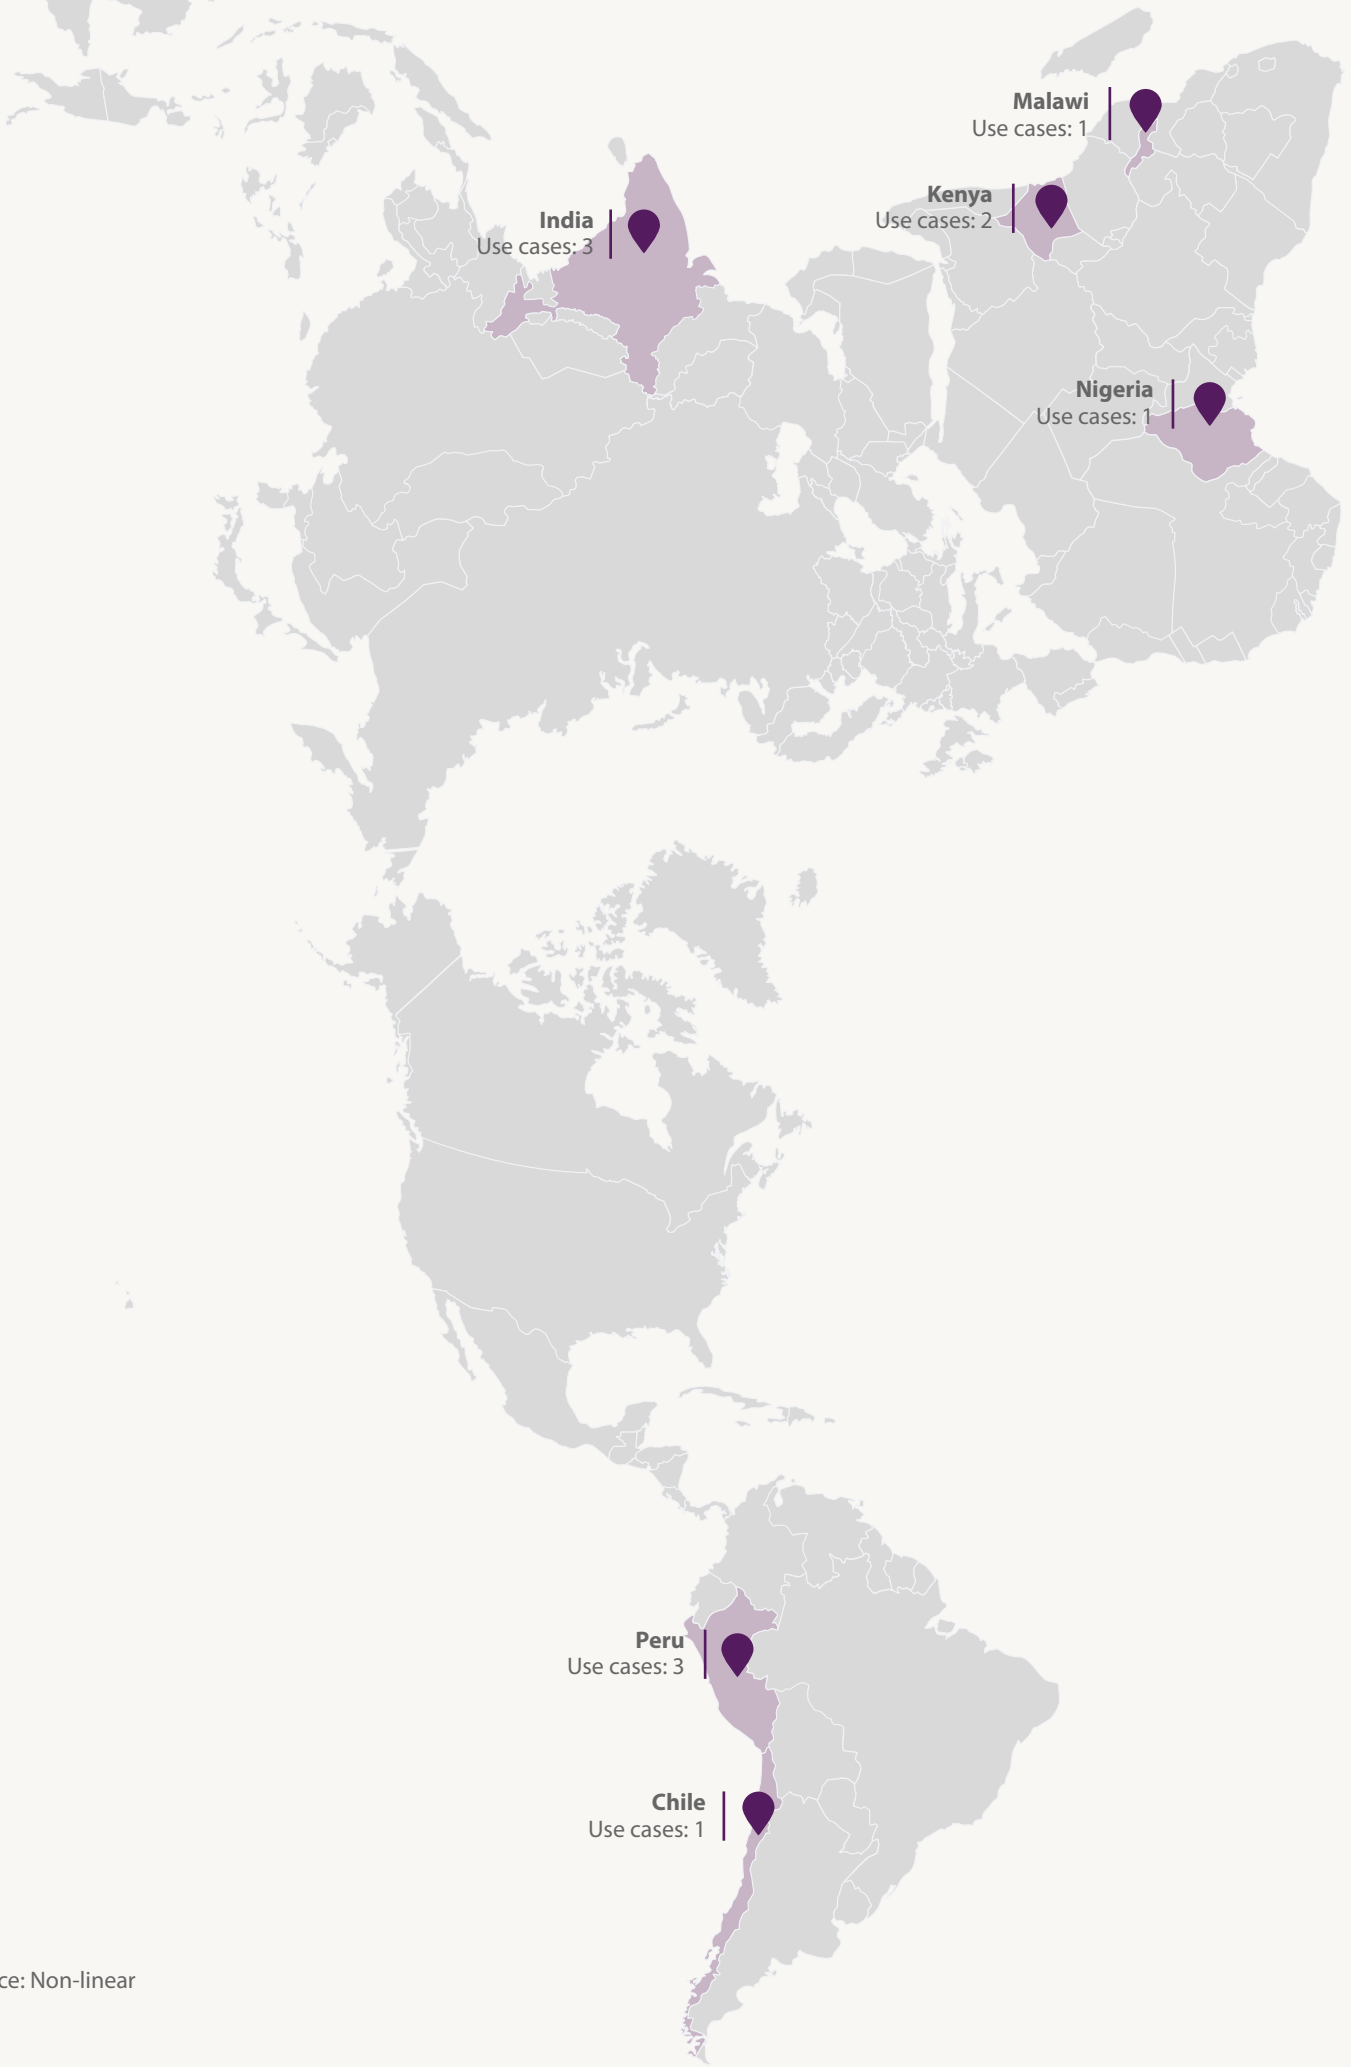 Malawi
Use cases: 1
Kenya
Use cases: 2
India
Use cases: 3
Nigeria
Use cases: 1
Peru
Use cases: 3
Chile
Use cases: 1
ce: Non-linear